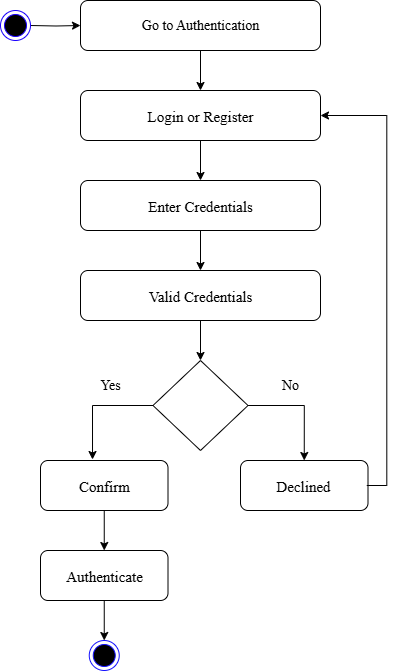 Go to Authentication
Login or Register
Enter Credentials
Valid Credentials
Yes
No
Confirm
Declined
Authenticate